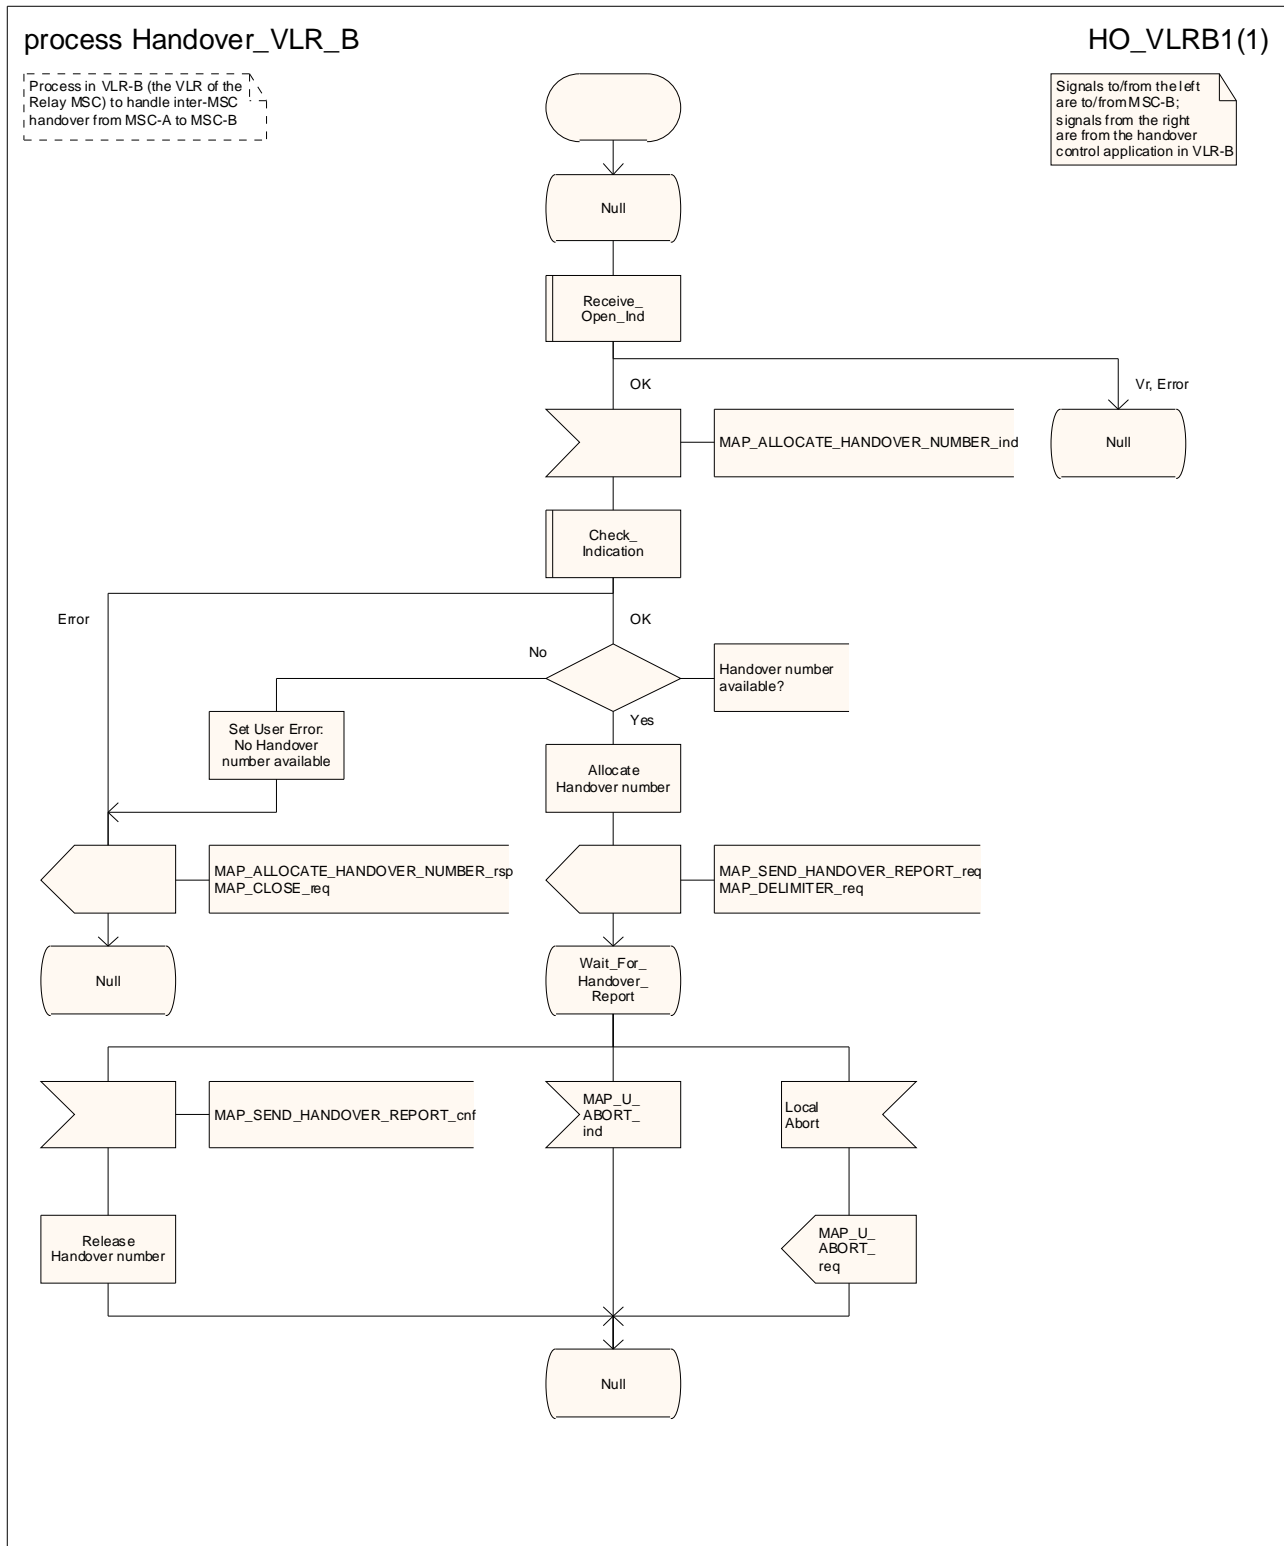 process Handover_VLR_B
HO_VLRB1(1)
Process in VLR-B (the VLR of the
Relay MSC) to handle inter-MSC
handover from MSC-A to MSC-B
Signals to/from the left
are to/from MSC-B;
signals from the right
are from the handover
control application in VLR-B
Null
Receive_
Open_Ind
OK
Vr, Error
MAP_ALLOCATE_HANDOVER_NUMBER_ind
Null
Check_
Indication
Error
OK
No
Handover number
available?
Yes
Set User Error:
No Handover
number available
Allocate
Handover number
MAP_ALLOCATE_HANDOVER_NUMBER_rsp
MAP_CLOSE_req
MAP_SEND_HANDOVER_REPORT_req
MAP_DELIMITER_req
Null
Wait_For_
Handover_
Report
MAP_SEND_HANDOVER_REPORT_cnf
MAP_U_
ABORT_
ind
Local
Abort
Release
Handover number
MAP_U_
ABORT_
req
Null